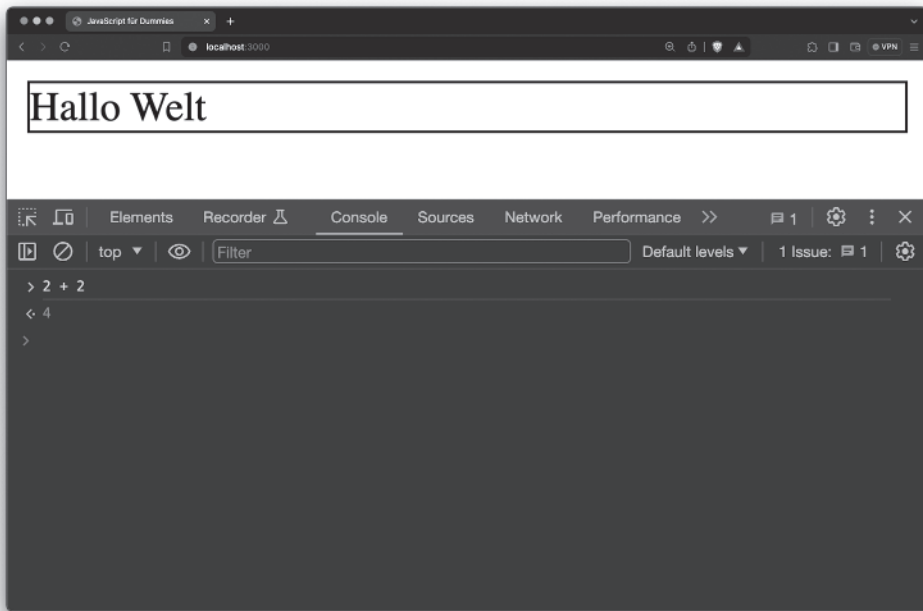 JavaScript für Dummies
localhost:3000
VPN
Hallo Welt
Elements Recorder Console Sources Network Performance 1
top Filter Default levels 1 Issue: 1
> 2 + 2
4
>